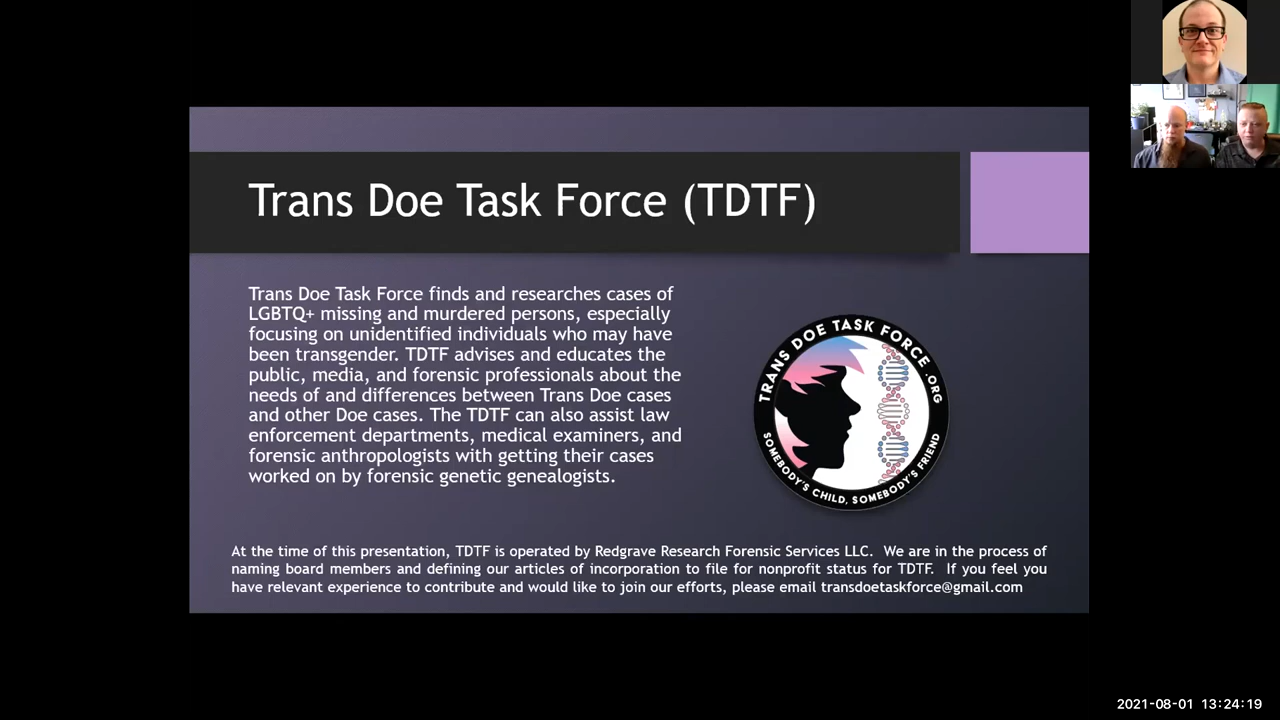 Trans Doe Task Force (TDTF)
Trans Doe Task Force finds and researches cases of
LGBTQ+ missing and murdered persons, especially
focusing on unidentified individuals who may have
been transgender. TDTF advises and educates the
public, media, and forensic professionals about the
needs of and differences between Trans Doe cases
and other Doe cases. The TDTF can also assist law
enforcement departments, medical examiners, and
forensic anthropologists with getting their cases
worked on by forensic genetic genealogists.
TRANS DOE TASK FORCE .ORG
SOMEBODY'S CHILD, SOMEBODY'S FRIEND
At the time of this presentation, TDTF is operated by Redgrave Research Forensic Services LLC. We are in the process of
naming board members and defining our articles of incorporation to file for nonprofit status for TDTF. If you feel you
have relevant experience to contribute and would like to join our efforts, please email transdoetaskforce@gmail.com
2021-08-01 13:24:19